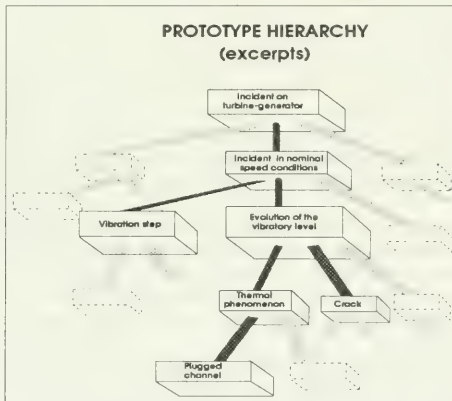 PROTOTYPE HIERARCHY
(excerpts)
Incident on
turbine-generator
Incident in nominal
speed conditions
Vibration step
Evolution of the
vibratory level
Thermal
phenomenon
Crack
Plugged
channel